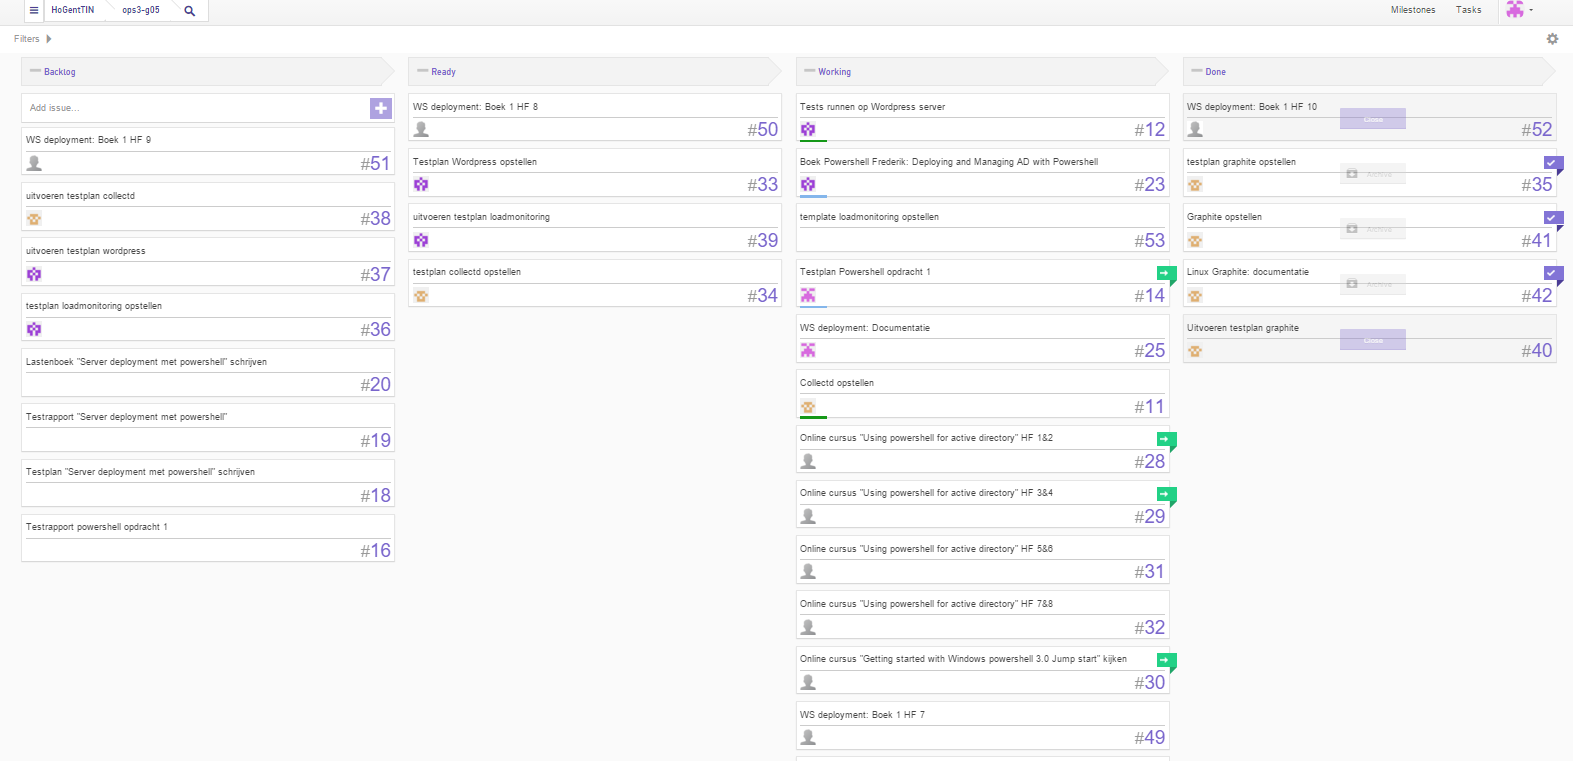 HoGentTIN
ops3-g05
Milestones
Tasks
Filters
Backlog
Add issue...
WS deployment: Boek 1 HF 9
#51
uitvoeren testplan collectd
#38
uitvoeren testplan wordpress
#37
testplan loadmonitoring opstellen
#36
Lastenboek "Server deployment met powershell" schrijven
#20
Testrapport "Server deployment met powershell"
#19
Testplan "Server deployment met powershell" schrijven
#18
Testrapport powershell opdracht 1
#16
Ready
WS deployment: Boek 1 HF 8
#50
Testplan Wordpress opstellen
#33
uitvoeren testplan loadmonitoring
#39
testplan collectd opstellen
#34
Working
Tests runnen op Wordpress server
#12
Boek Powershell Frederik: Deploying and Managing AD with Powershell
#23
template loadmonitoring opstellen
#53
Testplan Powershell opdracht 1
#14
WS deployment: Documentatie
#25
Collectd opstellen
#11
Online cursus "Using powershell for active directory" HF 1&2
#28
Online cursus "Using powershell for active directory" HF 3&4
#29
Online cursus "Using powershell for active directory" HF 5&6
#31
Online cursus "Using powershell for active directory" HF 7&8
#32
Online cursus "Getting started with Windows powershell 3.0 Jump start" kijken
#30
WS deployment: Boek 1 HF 7
#49
Done
WS deployment: Boek 1 HF 10
Close
#52
testplan graphite opstellen
Archive
#35
Graphite opstellen
Archive
#41
Linux Graphite: documentatie
Archive
#42
Uitvoeren testplan graphite
Close
#40